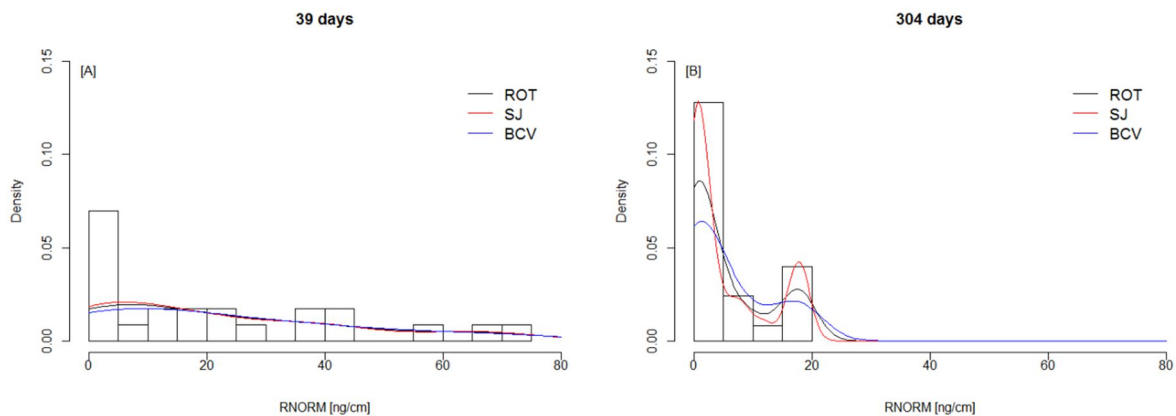 39 days
[A]
ROT
SJ
BCV
0.15
0.10
0.05
0.00
Density
0 20 40 60 80
RNORM [ng/cm]
304 days
[B]
ROT
SJ
BCV
0.15
0.10
0.05
0.00
Density
0 20 40 60 80
RNORM [ng/cm]